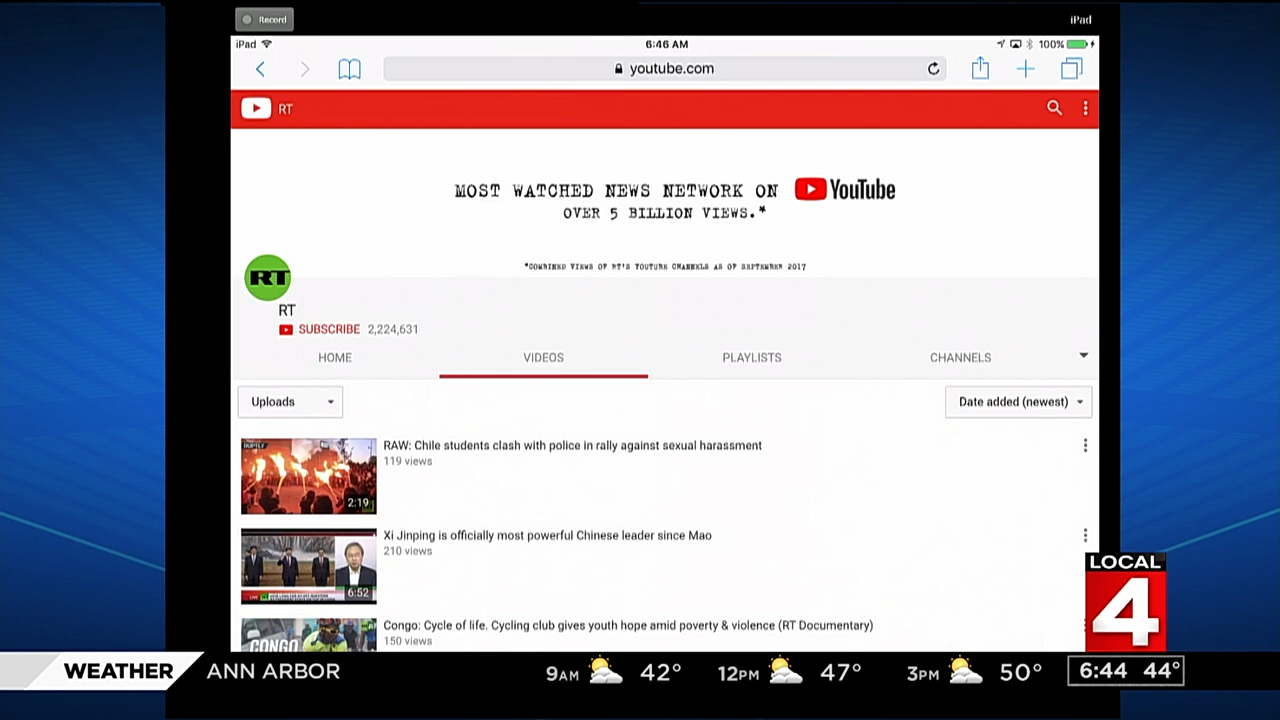 Record
iPad
iPad
6:46 AM
100%
youtube.com
RT
MOST WATCHED NEWS NETWORK ON YouTube
OVER 5 BILLION VIEWS.*
*COMBINED VIEWS OF RT'S YOUTUBE CHANNELS AS OF SEPTEMBER 2017
RT
RT
SUBSCRIBE 2,224,631
HOME
VIDEOS
PLAYLISTS
CHANNELS
Uploads
Date added (newest)
RUPTLY
2:19
RAW: Chile students clash with police in rally against sexual harassment
119 views
6:52
Xi Jinping is officially most powerful Chinese leader since Mao
210 views
CONGO
Congo: Cycle of life. Cycling club gives youth hope amid poverty & violence (RT Documentary)
150 views
LOCAL
4
WEATHER
ANN ARBOR
9AM 42°
12PM 47°
3PM 50°
6:44 44°